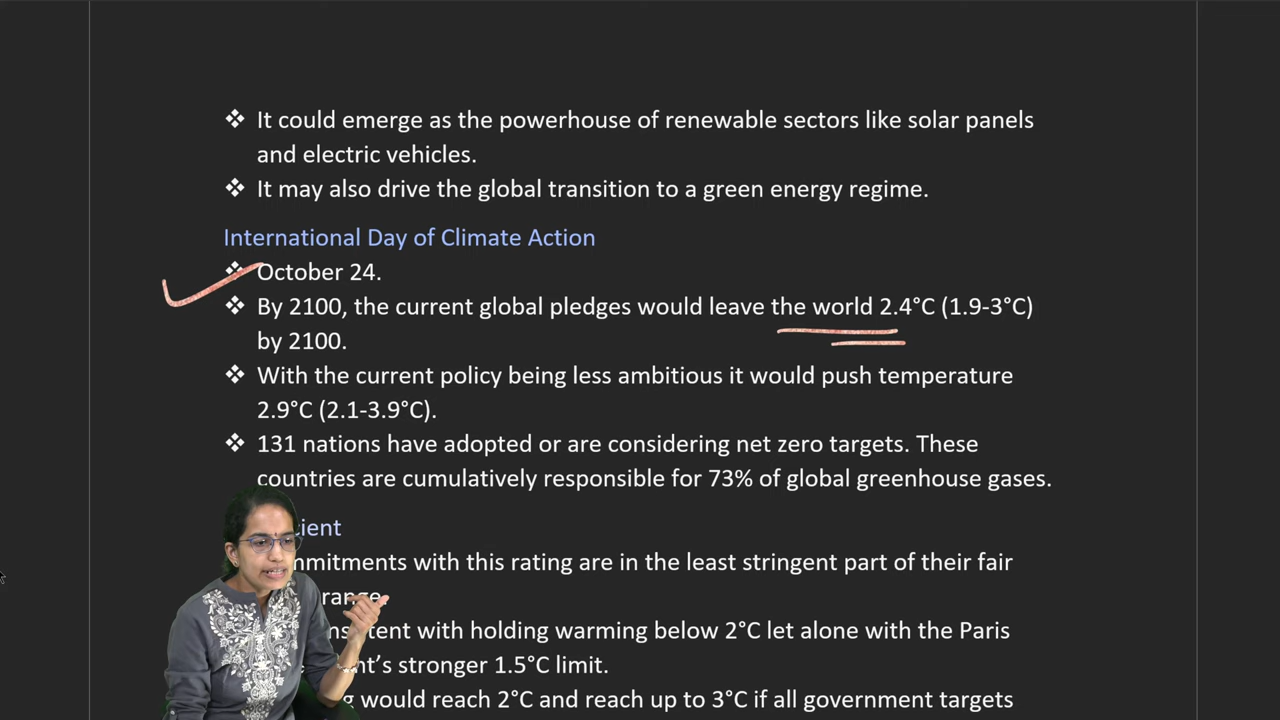 ❖ It could emerge as the powerhouse of renewable sectors like solar panels
and electric vehicles.
❖ It may also drive the global transition to a green energy regime.
International Day of Climate Action
❖ October 24.
❖ By 2100, the current global pledges would leave the world 2.4°C (1.9-3°C)
by 2100.
❖ With the current policy being less ambitious it would push temperature
2.9°C (2.1-3.9°C).
❖ 131 nations have adopted or are considering net zero targets. These
countries are cumulatively responsible for 73% of global greenhouse gases.
with this rating are in the least stringent part of their fair
range.
with holding warming below 2°C let alone with the Paris
stronger 1.5°C limit.
would reach 2°C and reach up to 3°C if all government targets